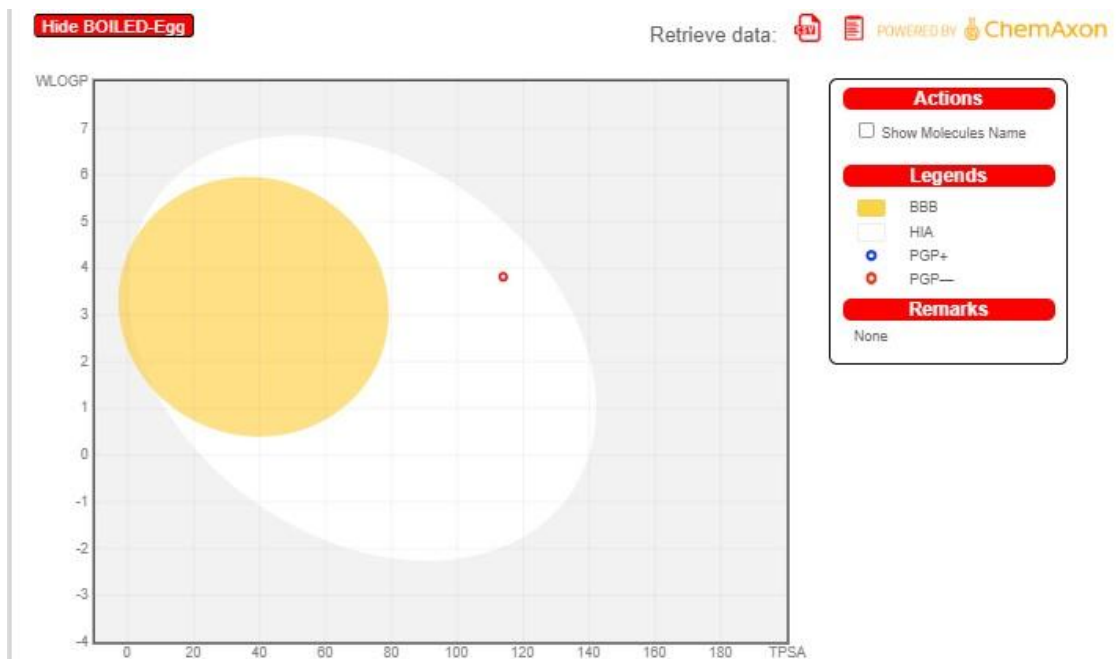 Hide BOILED-Egg
Retrieve data: CSV POWERED BY ChemAxon
WLOGP
7
6
5
4
3
2
1
0
-1
-2
-3
-4
0 20 40 60 80 100 120 140 160 180 TPSA
Actions
Show Molecules Name
Legends
BBB
HIA
PGP+
PGP—
Remarks
None